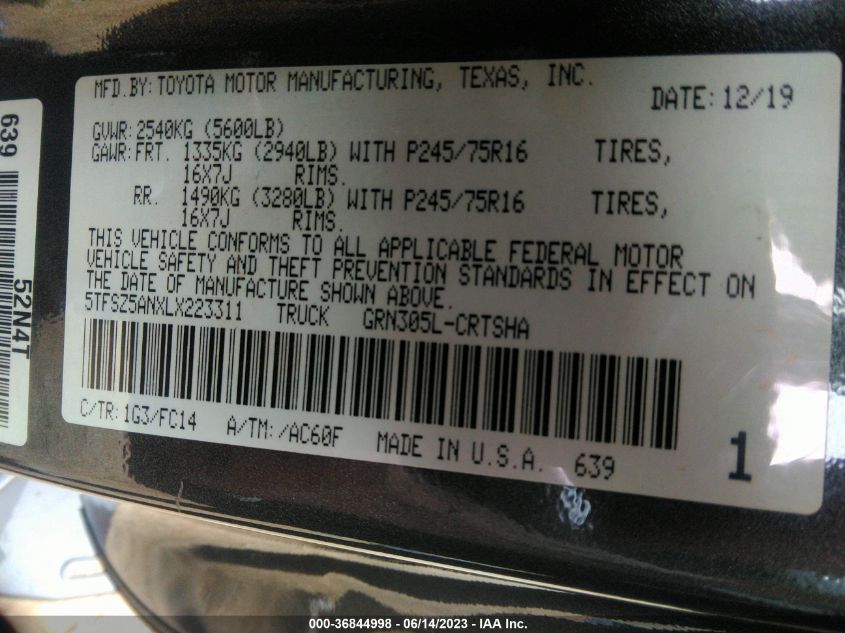 MFD.BY: TOYOTA MOTOR MANUFACTURING, TEXAS, INC.
DATE: 12/19
GVWR: 2540KG (5600LB)
GAWR: FRT. 1335KG (2940LB) WITH P245/75R16 TIRES,
16X7J RIMS.
RR. 1490KG (3280LB) WITH P245/75R16 TIRES,
16X7J RIMS.
THIS VEHICLE CONFORMS TO ALL APPLICABLE FEDERAL MOTOR
VEHICLE SAFETY AND THEFT PREVENTION STANDARDS IN EFFECT ON
THE DATE OF MANUFACTURE SHOWN ABOVE.
5TFSZ5ANXLX223311 TRUCK GRN305L-CRTSHA
C/TR: 1G3/FC14 A/TM: /AC60F MADE IN U.S.A. 639 1
639
52N4T
000-36844998 - 06/14/2023 - IAA Inc.